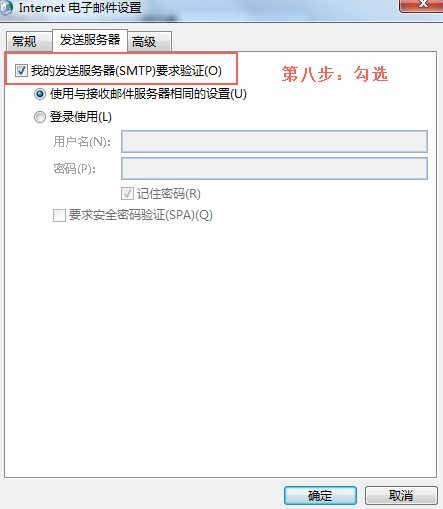 Internet 电子邮件设置
常规 发送服务器 高级
我的发送服务器(SMTP)要求验证(O)
第八步：勾选
使用与接收邮件服务器相同的设置(U)
登录使用(L)
用户名(N):
密码(P):
记住密码(R)
要求安全密码验证(SPA)(Q)
确定 取消